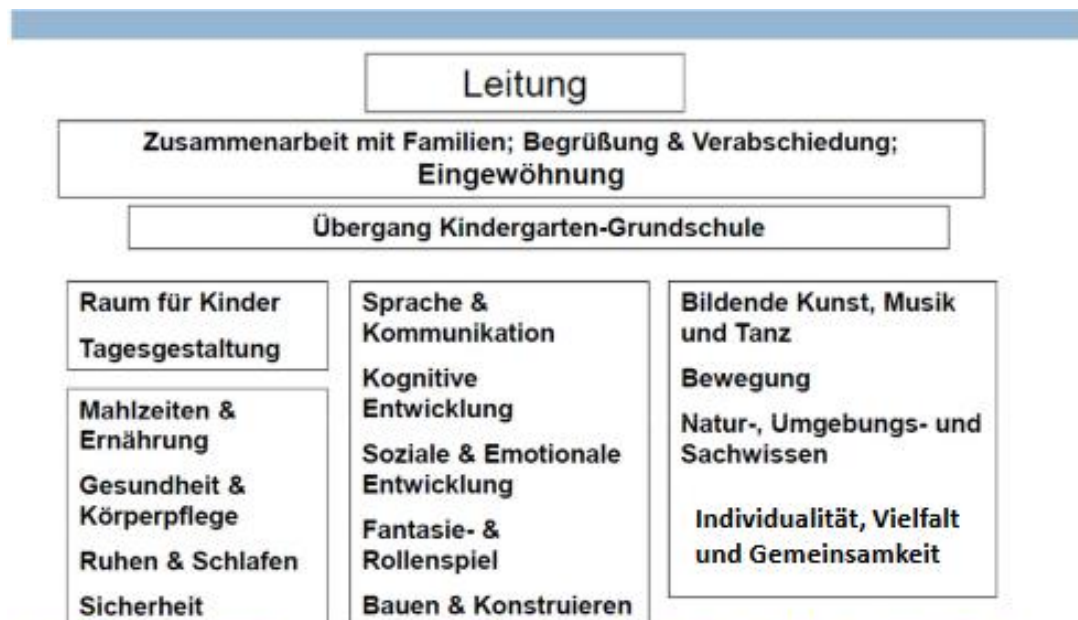 Leitung
Zusammenarbeit mit Familien; Begrüßung & Verabschiedung;
Eingewöhnung
Übergang Kindergarten-Grundschule
Raum für Kinder
Tagesgestaltung
Mahlzeiten &
Ernährung
Gesundheit &
Körperpflege
Ruhen & Schlafen
Sicherheit
Sprache &
Kommunikation
Kognitive
Entwicklung
Soziale & Emotionale
Entwicklung
Fantasie- &
Rollenspiel
Bauen & Konstruieren
Bildende Kunst, Musik
und Tanz
Bewegung
Natur-, Umgebungs- und
Sachwissen
Individualität, Vielfalt
und Gemeinsamkeit